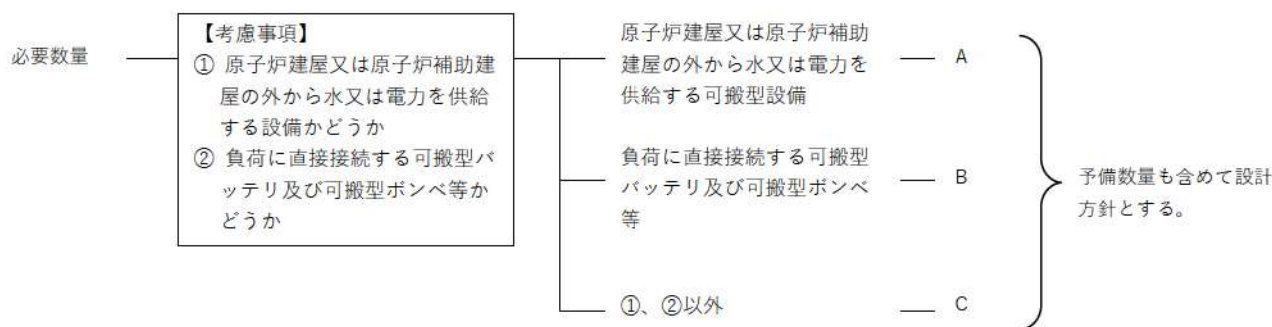 必要数量
【考慮事項】
① 原子炉建屋又は原子炉補助建
屋の外から水又は電力を供給
する設備かどうか
② 負荷に直接接続する可搬型バ
ッテリ及び可搬型ボンベ等か
どうか
原子炉建屋又は原子炉補助
建屋の外から水又は電力を
供給する可搬型設備
A
負荷に直接接続する可搬型
バッテリ及び可搬型ボンベ
等
B
①、②以外
C
予備数量も含めて設計
方針とする。